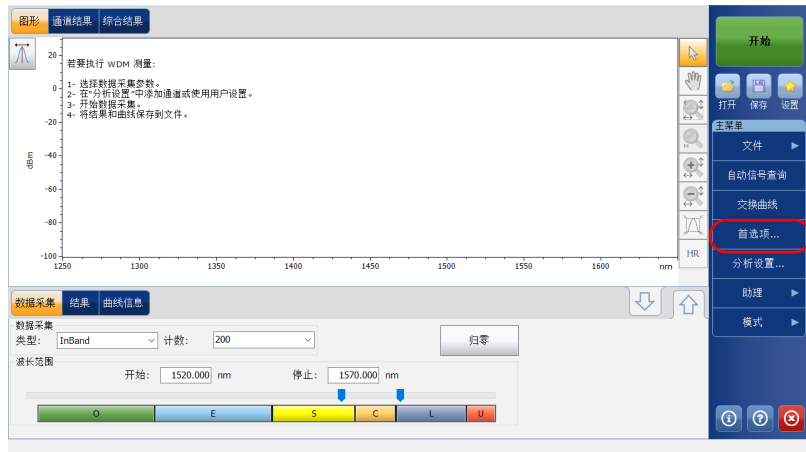 图形 通道结果 综合结果
若要执行 WDM 测量:
1- 选择数据采集参数。
2- 在"分析设置"中添加通道或使用用户设置。
3- 开始数据采集。
4- 将结果和曲线保存到文件。
20
0
-20
-40
-60
-80
-100
dBm
1250 1300 1350 1400 1450 1500 1550 1600 nm
HR
数据采集 结果 曲线信息
数据采集
类型: InBand 计数: 200 归零
波长范围
开始: 1520.000 nm 停止: 1570.000 nm
O E S C L U
开始
打开 保存 设置
主菜单
文件
自动信号查询
交换曲线
首选项...
分析设置...
助理
模式